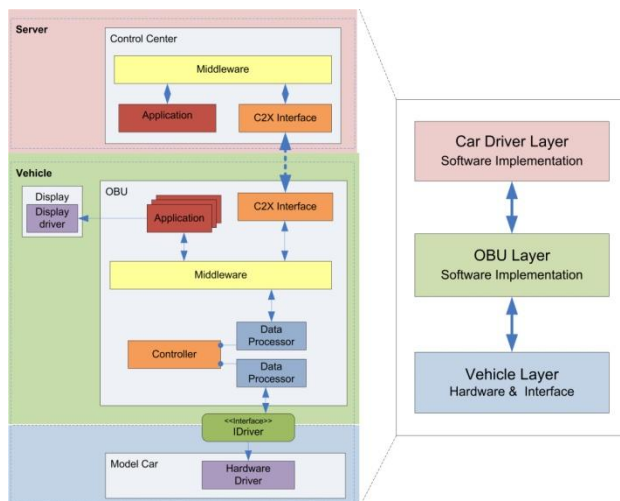 Server
Control Center
Middleware
Application
C2X Interface
Vehicle
OBU
Display
Display
driver
Application
C2X Interface
Middleware
Data
Processor
Controller
Data
Processor
<<Interface>>
IDriver
Model Car
Hardware
Driver
Car Driver Layer
Software Implementation
OBU Layer
Software Implementation
Vehicle Layer
Hardware & Interface